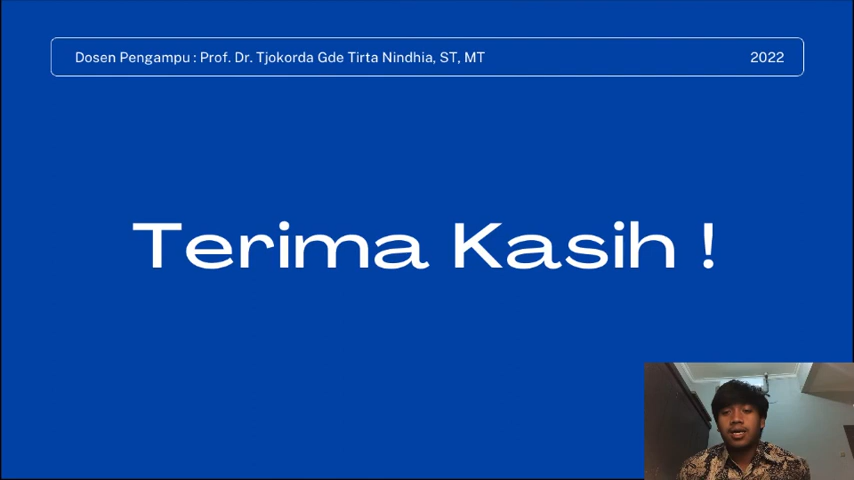 Dosen Pengampu : Prof. Dr. Tjokorda Gde Tirta Nindhia, ST, MT
2022
Terima Kasih !